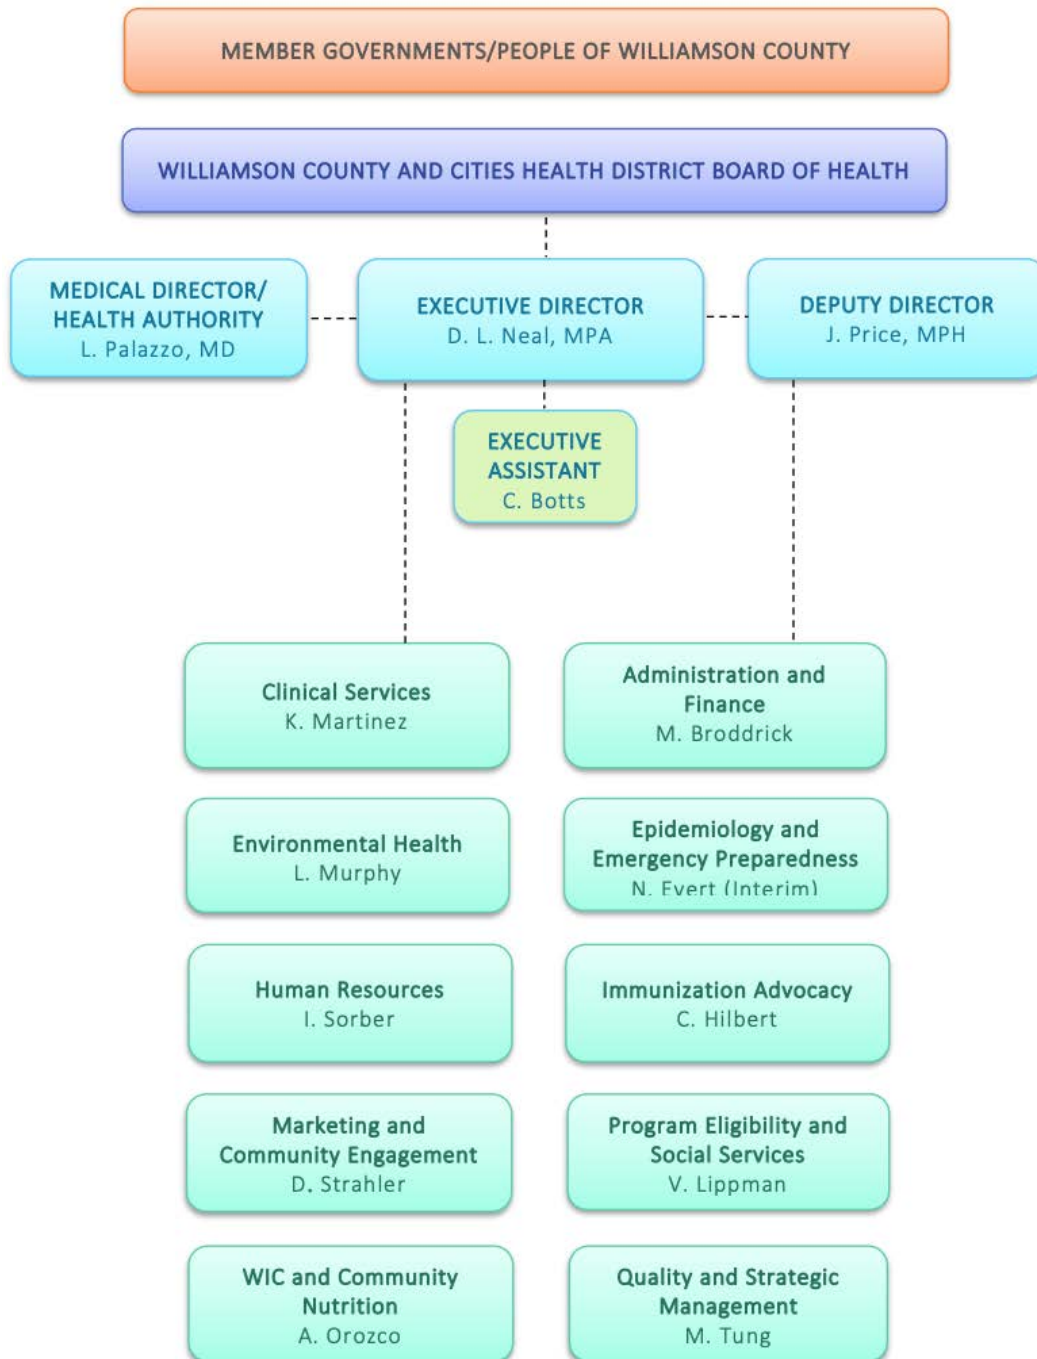 MEMBER GOVERNMENTS/PEOPLE OF WILLIAMSON COUNTY
WILLIAMSON COUNTY AND CITIES HEALTH DISTRICT BOARD OF HEALTH
MEDICAL DIRECTOR/
HEALTH AUTHORITY
L. Palazzo, MD
EXECUTIVE DIRECTOR
D. L. Neal, MPA
DEPUTY DIRECTOR
J. Price, MPH
EXECUTIVE
ASSISTANT
C. Botts
Clinical Services
K. Martinez
Administration and
Finance
M. Broddrick
Environmental Health
L. Murphy
Epidemiology and
Emergency Preparedness
N. Evert (Interim)
Human Resources
I. Sorber
Immunization Advocacy
C. Hilbert
Marketing and
Community Engagement
D. Strahler
Program Eligibility and
Social Services
V. Lippman
WIC and Community
Nutrition
A. Orozco
Quality and Strategic
Management
M. Tung